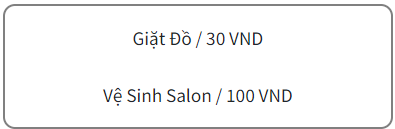 Giặt Đồ / 30 VND
Vệ Sinh Salon / 100 VND